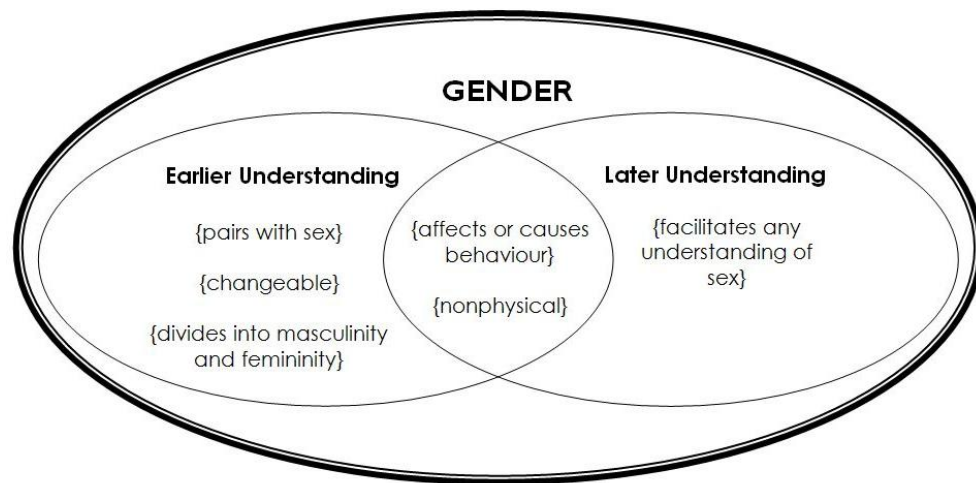 GENDER
Earlier Understanding
{pairs with sex}
{changeable}
{divides into masculinity
and femininity}
{affects or causes
behaviour}
{nonphysical}
Later Understanding
{facilitates any
understanding of
sex}